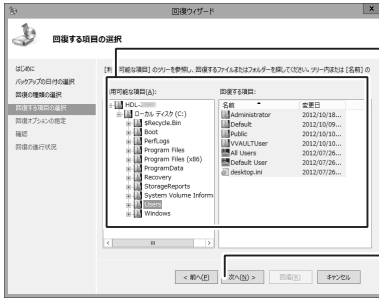 回復ウィザード
回復する項目の選択
はじめに
バックアップの日付の選択
回復の種類の選択
回復する項目の選択
回復オプションの指定
確認
回復の進行状況
可能な項目] のツリーを参照し、回復するファイルまたはフォルダーを探してください。ツリー内または [名前] の
用可能な項目(A):
HDL-
ローカル ディスク (C:)
$Recycle.Bin
Boot
PerfLogs
Program Files
Program Files (x86)
ProgramData
Recovery
StorageReports
System Volume Inform
Users
Windows
回復する項目:
名前 変更日
Administrator 2012/10/18...
Default 2012/10/09...
Public 2012/10/10...
VVAULTUser 2012/10/10...
All Users 2012/07/26...
Default User 2012/07/26...
desktop.ini 2012/07/26...
< 前へ(P) 次へ(N) > 回復(R) キャンセル